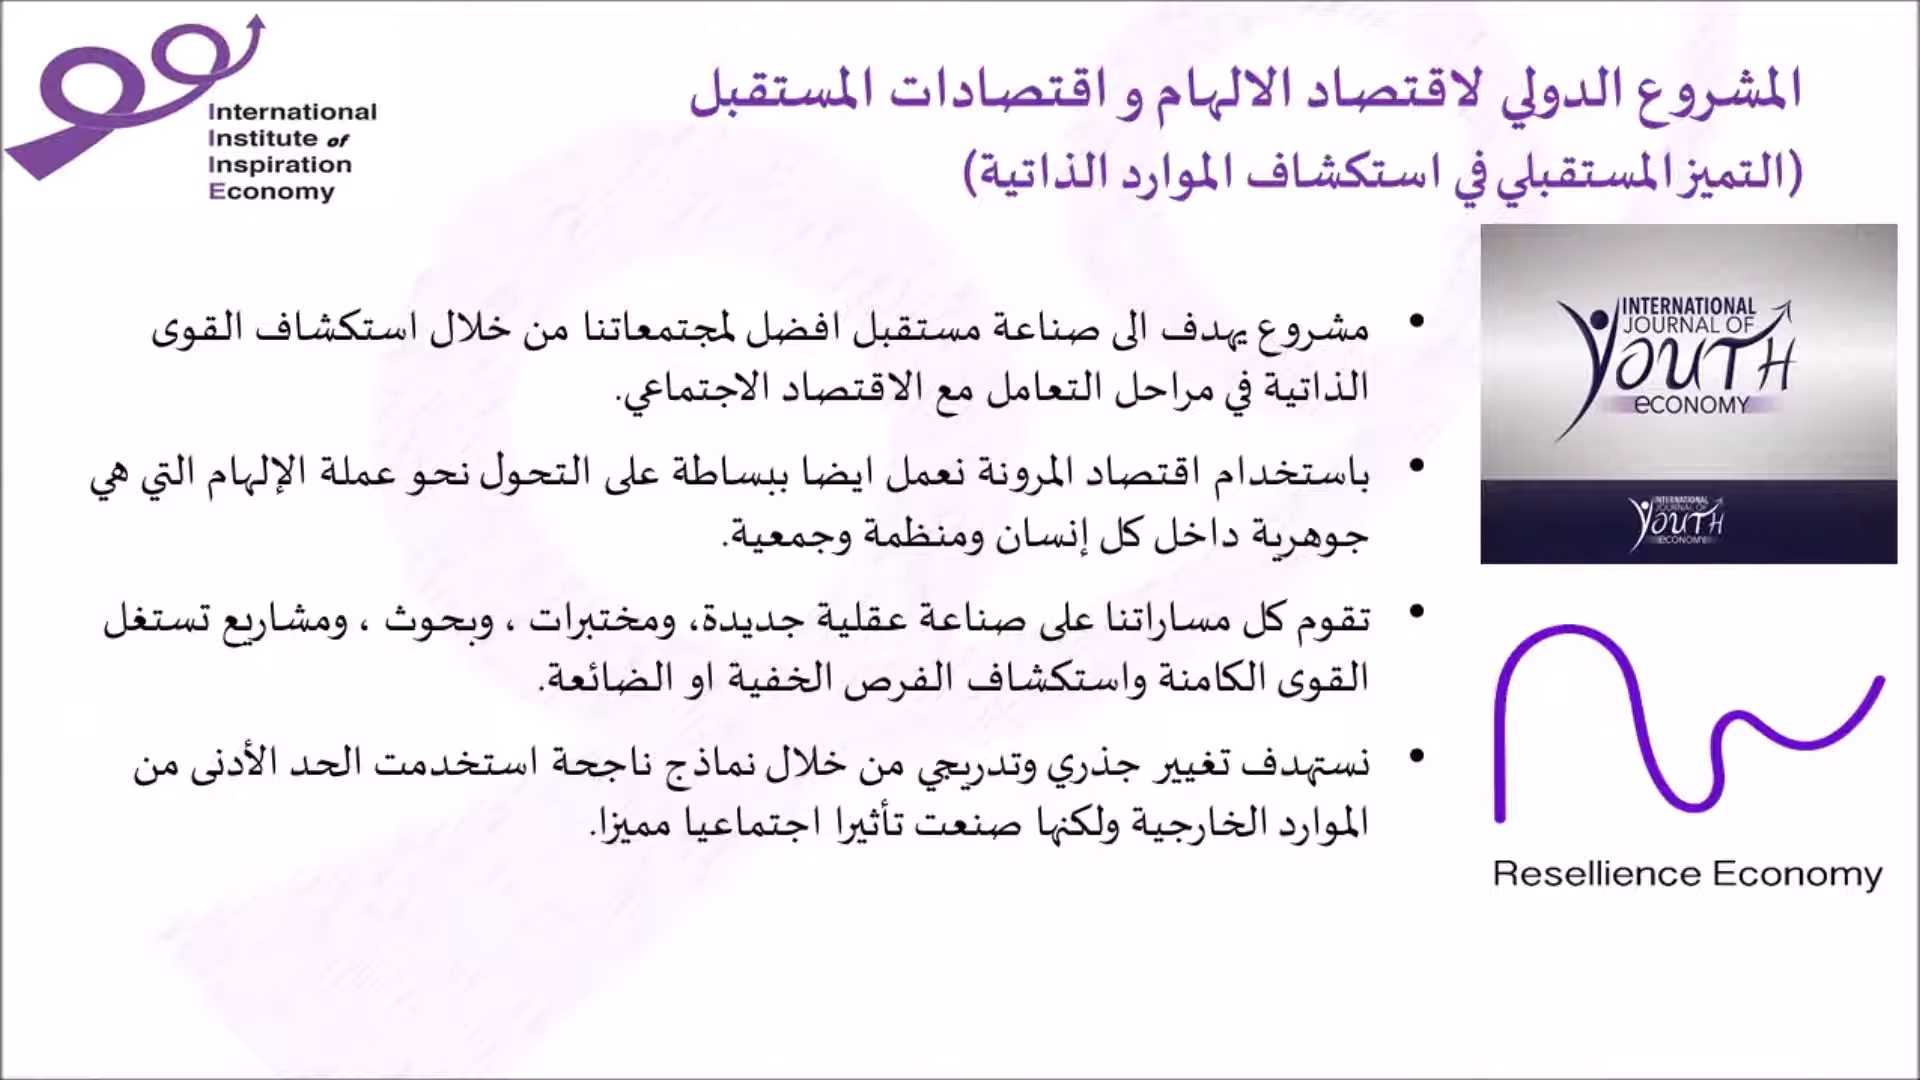 International
Institute of
Inspiration
Economy
المشروع الدولي لاقتصاد الالهام و اقتصادات المستقبل
(التميز المستقبلي في استكشاف الموارد الذاتية)
• مشروع يهدف الى صناعة مستقبل افضل لمجتمعاتنا من خلال استكشاف القوى
الذاتية في مراحل التعامل مع الاقتصاد الاجتماعي.
• باستخدام اقتصاد المرونة نعمل ايضا ببساطة على التحول نحو عملة الإلهام التي هي
جوهرية داخل كل إنسان ومنظمة وجمعية.
• تقوم كل مساراتنا على صناعة عقلية جديدة، ومختبرات ، وبحوث ، ومشاريع تستغل
القوى الكامنة واستكشاف الفرص الخفية او الضائعة.
• نستهدف تغيير جذري وتدريجي من خلال نماذج ناجحة استخدمت الحد الأدنى من
الموارد الخارجية ولكنها صنعت تأثيرا اجتماعيا مميزا.
INTERNATIONAL
JOURNAL OF
YOUTH
eCONOMY
INTERNATIONAL
JOURNAL OF
YOUTH
ECONOMY
Resellience Economy